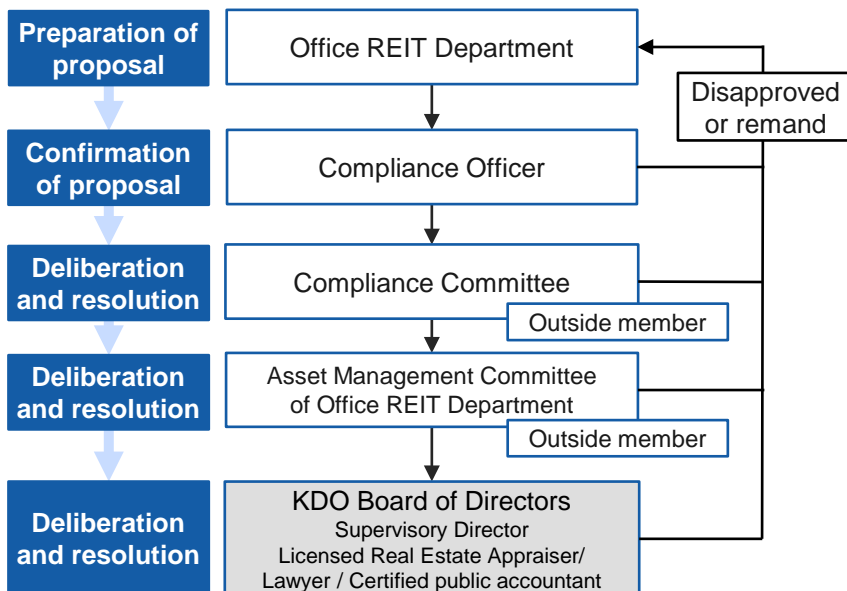 Preparation of
proposal
Office REIT Department
Disapproved
or remand
Confirmation
of proposal
Compliance Officer
Deliberation
and resolution
Compliance Committee
Outside member
Deliberation
and resolution
Asset Management Committee
of Office REIT Department
Outside member
Deliberation
and resolution
KDO Board of Directors
Supervisory Director
Licensed Real Estate Appraiser/
Lawyer / Certified public accountant